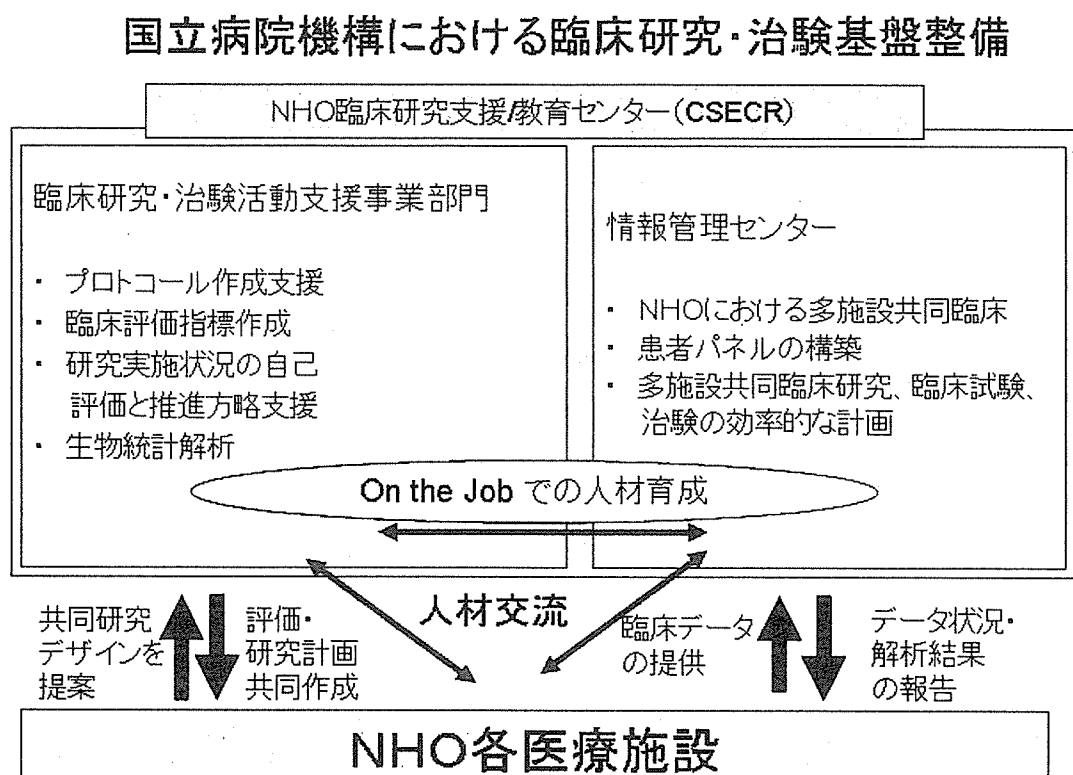 国立病院機構における臨床研究・治験基盤整備
NHO臨床研究支援/教育センター(CSECR)
臨床研究・治験活動支援事業部門
・ プロトコール作成支援
・ 臨床評価指標作成
・ 研究実施状況の自己
評価と推進方略支援
・ 生物統計解析
情報管理センター
・ NHOにおける多施設共同臨床
・ 患者パネルの構築
・ 多施設共同臨床研究、臨床試験、
治験の効率的な計画
On the Job での人材育成
共同研究
デザインを
提案
評価・
研究計画
共同作成
人材交流
臨床データ
の提供
データ状況・
解析結果
の報告
NHO各医療施設